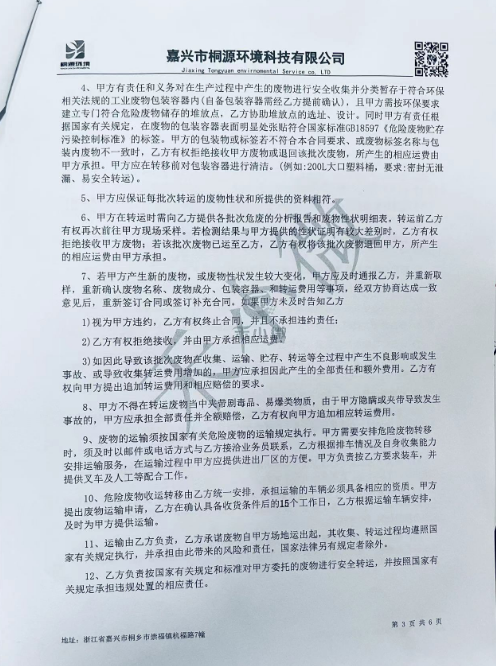 桐源环境
嘉兴市桐源环境科技有限公司
Jiaxing Tongyuan environmental Service co. LTD
4、甲方有责任和义务对在生产过程中产生的废物进行安全收集并分类暂存于符合环保
相关法规的工业废物包装容器内(自备包装容器需经乙方提前确认)，且甲方需按环保要求
建立专门符合危险废物储存的堆放点，乙方协助堆放点的选址、设计。同时甲方有责任根
据国家有关规定，在废物的包装容器表面明显处张贴符合国家标准GB18597《危险废物贮存
污染控制标准》的标签。甲方的包装物或标签若不符合本合同要求、或废物标签名称与包
装内废物不一致时，乙方有权拒绝接收甲方废物或退回该批次废物，所产生的相应运费由
甲方承担。甲方应在转移前对包装容器进行清洁。(例如:200L大口塑料桶，要求:密封无泄
漏、易安全转运)。
5、甲方应保证每批次转运的废物性状和所提供的资料相符。
6、甲方在转运时需向乙方提供各批次危废的分析报告和废物性状明细表，转运前乙方
有权再次前往甲方现场采样。若检测结果与甲方提供的性状证明有较大差别时，乙方有权
拒绝接收甲方废物；若该批次废物已运至乙方，乙方有权将该批次废物退回甲方，所产生
的相应运费由甲方承担。
7、若甲方产生新的废物，或废物性状发生较大变化，甲方应及时通报乙方，并重新取
样，重新确认废物名称、废物成分、包装容器、和转运费用等事项，经双方协商达成一致
意见后，重新签订合同或签订补充合同。如果甲方未及时告知乙方
1)视为甲方违约，乙方有权终止合同，并且不承担违约责任;
2)乙方有权拒绝接收，并由甲方承担相应运费。
3)如因此导致该批次废物在收集、运输、贮存、转运等全过程中产生不良影响或发生
事故、或导致收集转运费用增加的，甲方应承担因此产生的全部责任和额外费用。乙方有
权向甲方提出追加转运费用和相应赔偿的要求。
8、甲方不得在转运废物当中夹带剧毒品、易爆类物质，由于甲方隐瞒或夹带导致发生
事故的，甲方应承担全部责任并全额赔偿，乙方有权向甲方追加相应转运费用。
9、废物的运输须按国家有关危险废物的运输规定执行。甲方需要安排危险废物转移
时，须及时以邮件或电话方式与乙方接洽业务员联系，乙方根据排车情况及自身收集能力
安排运输服务，在运输过程中甲方应提供进出厂区的方便。甲方负责按乙方要求装车，并
提供叉车及人工等配合工作。
10、危险废物收运转移由乙方统一安排，承担运输的车辆必须具备相应的资质。甲方
提出废物运输申请，乙方在确认具备收货条件后的15个工作日，乙方根据运输车辆安排，
及时为甲方提供运输。
11、运输由乙方负责，乙方承诺废物自甲方场地运出起，其收集、转运过程均遵照国
家有关规定执行，并承担由此带来的风险和责任，国家法律另有规定者除外。
12、乙方负责按国家有关规定和标准对甲方委托的废物进行安全转运，并按照国家有
关规定承担违规处置的相应责任。
第 3 页 共 6 页
地址：浙江省嘉兴市桐乡市崇福镇杭福路7幢